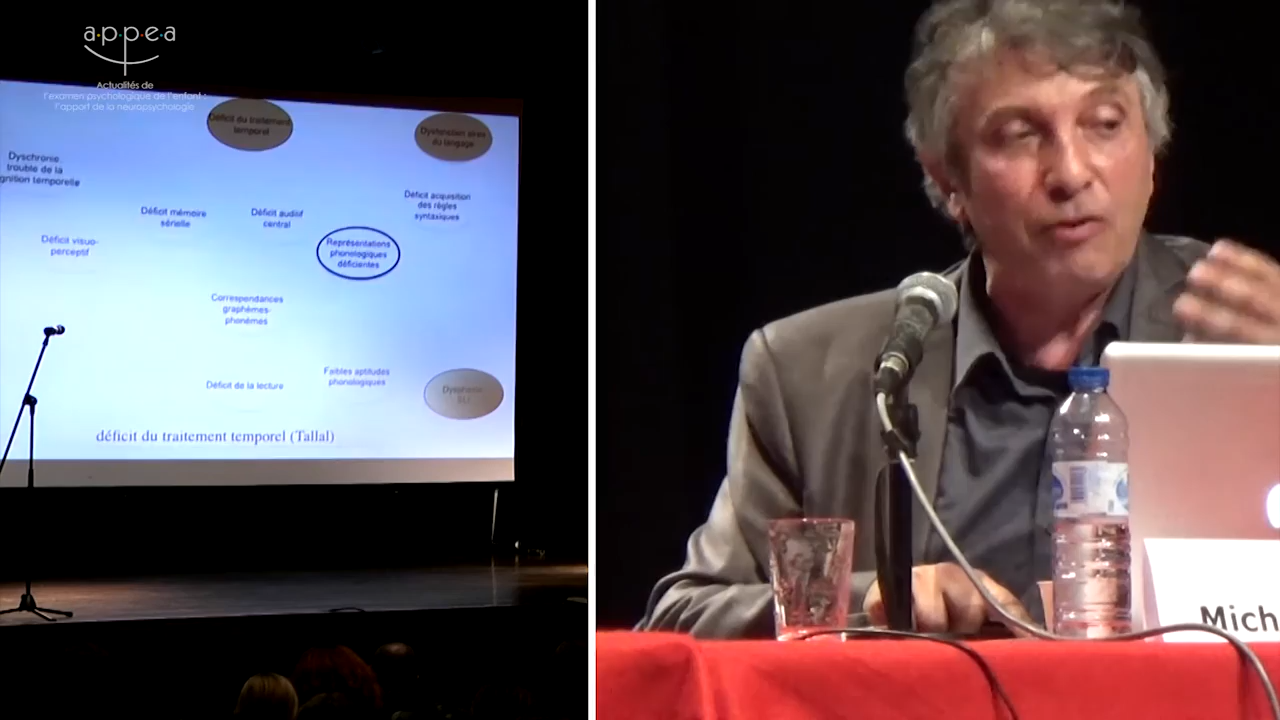 a·p·p·e·a
Actualités de
l'examen psychologique de l'enfant :
l'apport de la neuropsychologie
Déficit du traitement
temporel
Dysfonction aires
du langage
Dyschronie:
trouble de la
gnition temporelle
Déficit acquisition
des règles
syntaxiques
Déficit mémoire
sérielle
Déficit auditif
central
Déficit visuo-
perceptif
Représentations
phonologiques
déficientes
Correspondances
graphèmes-
phonèmes
Déficit de la lecture
Faibles aptitudes
phonologiques
déficit du traitement temporel (Tallal)
Mich